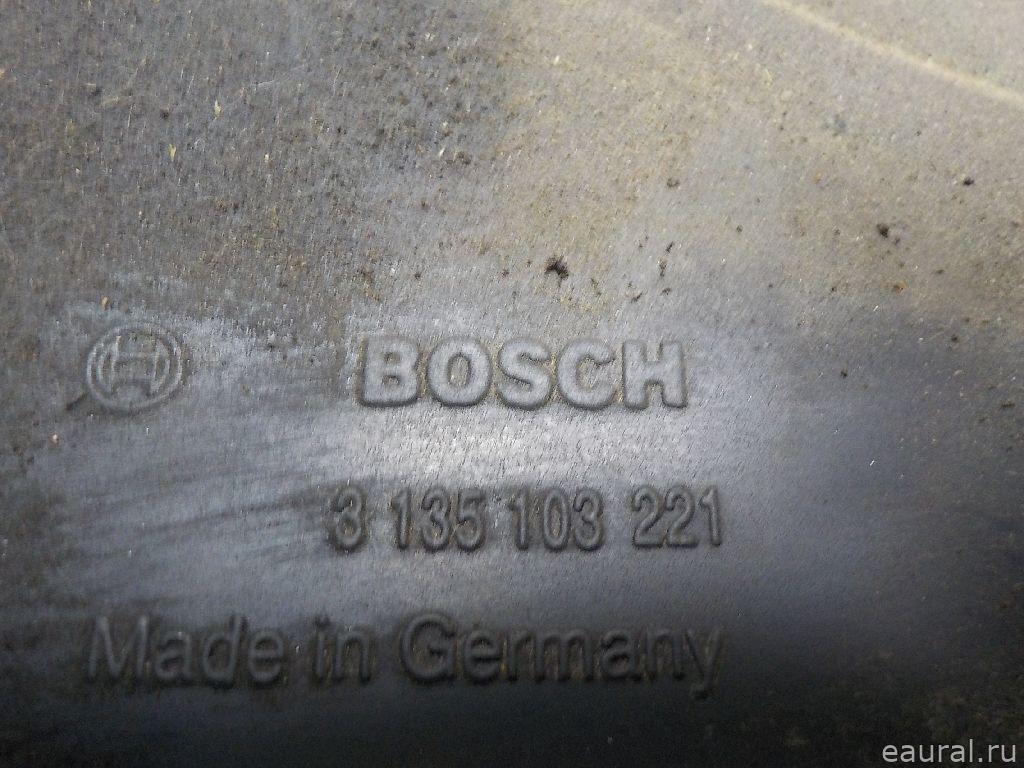 BOSCH
3 135 103 221
Made in Germany
eaural.ru